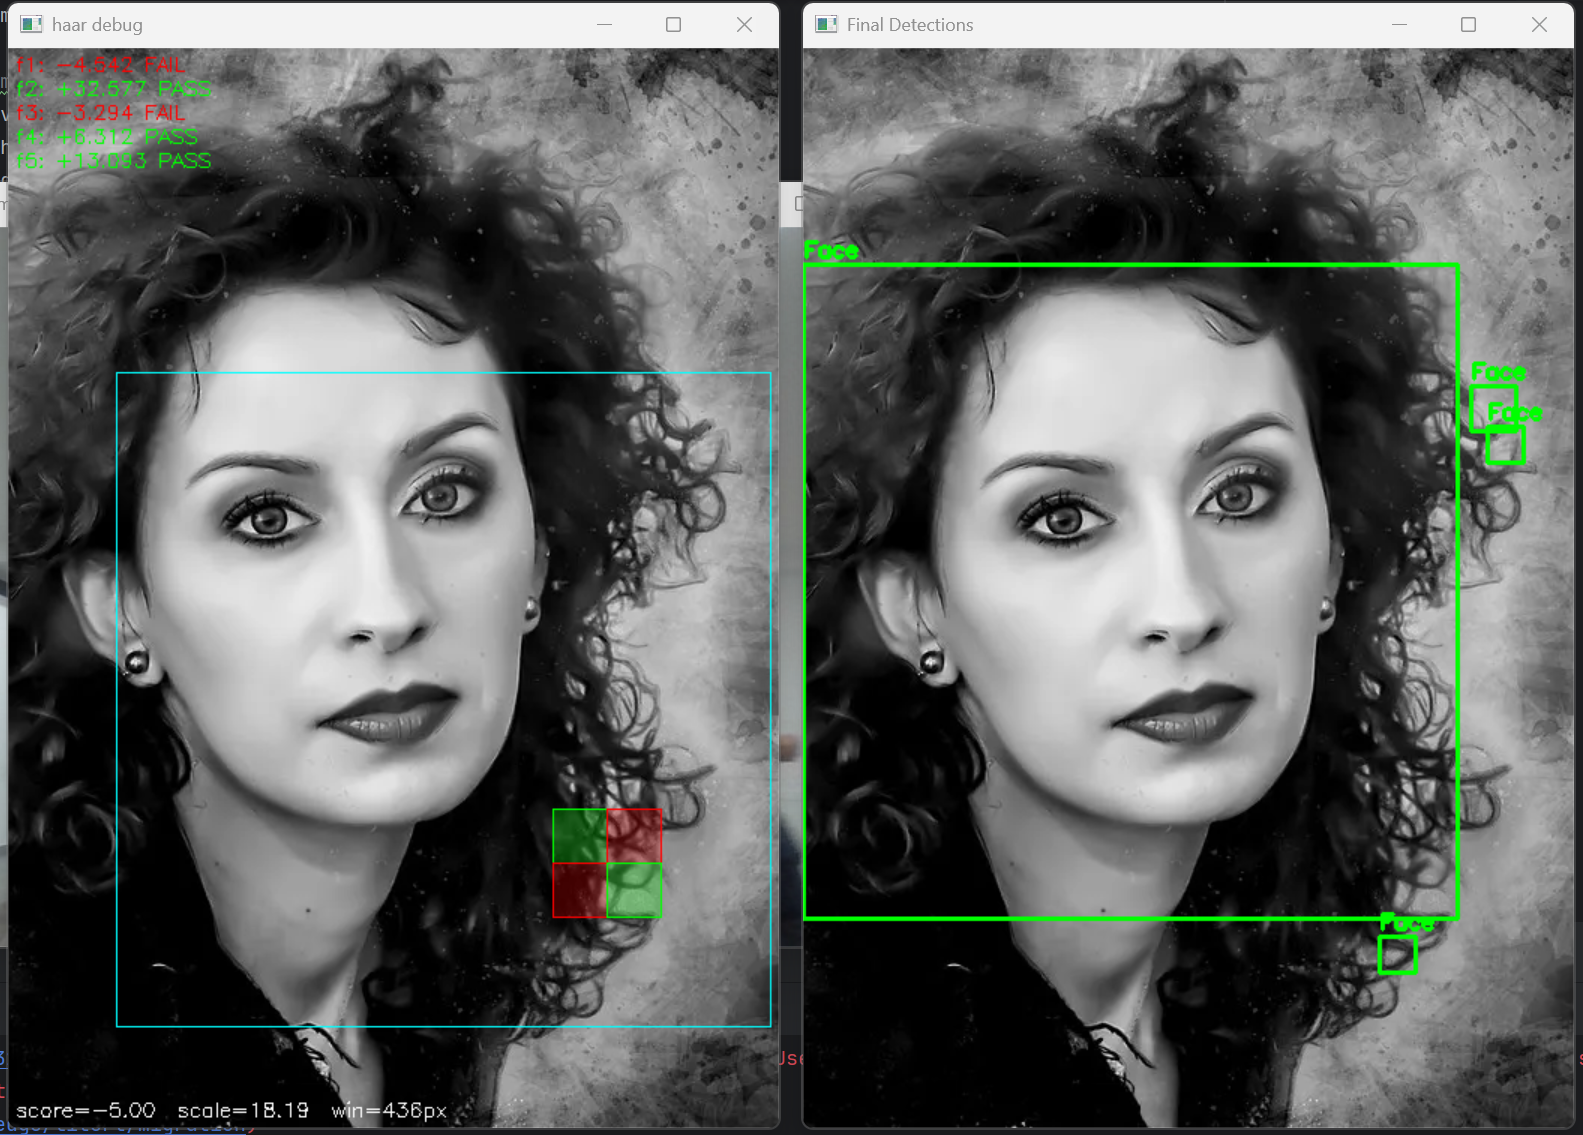 haar debug
f1: -4.542 FAIL
f2: +32.577 PASS
f3: -3.294 FAIL
f4: +6.312 PASS
f5: +13.093 PASS
score=-5.00 scale=18.19 win=436px
Final Detections
Face
Face
Face
Face